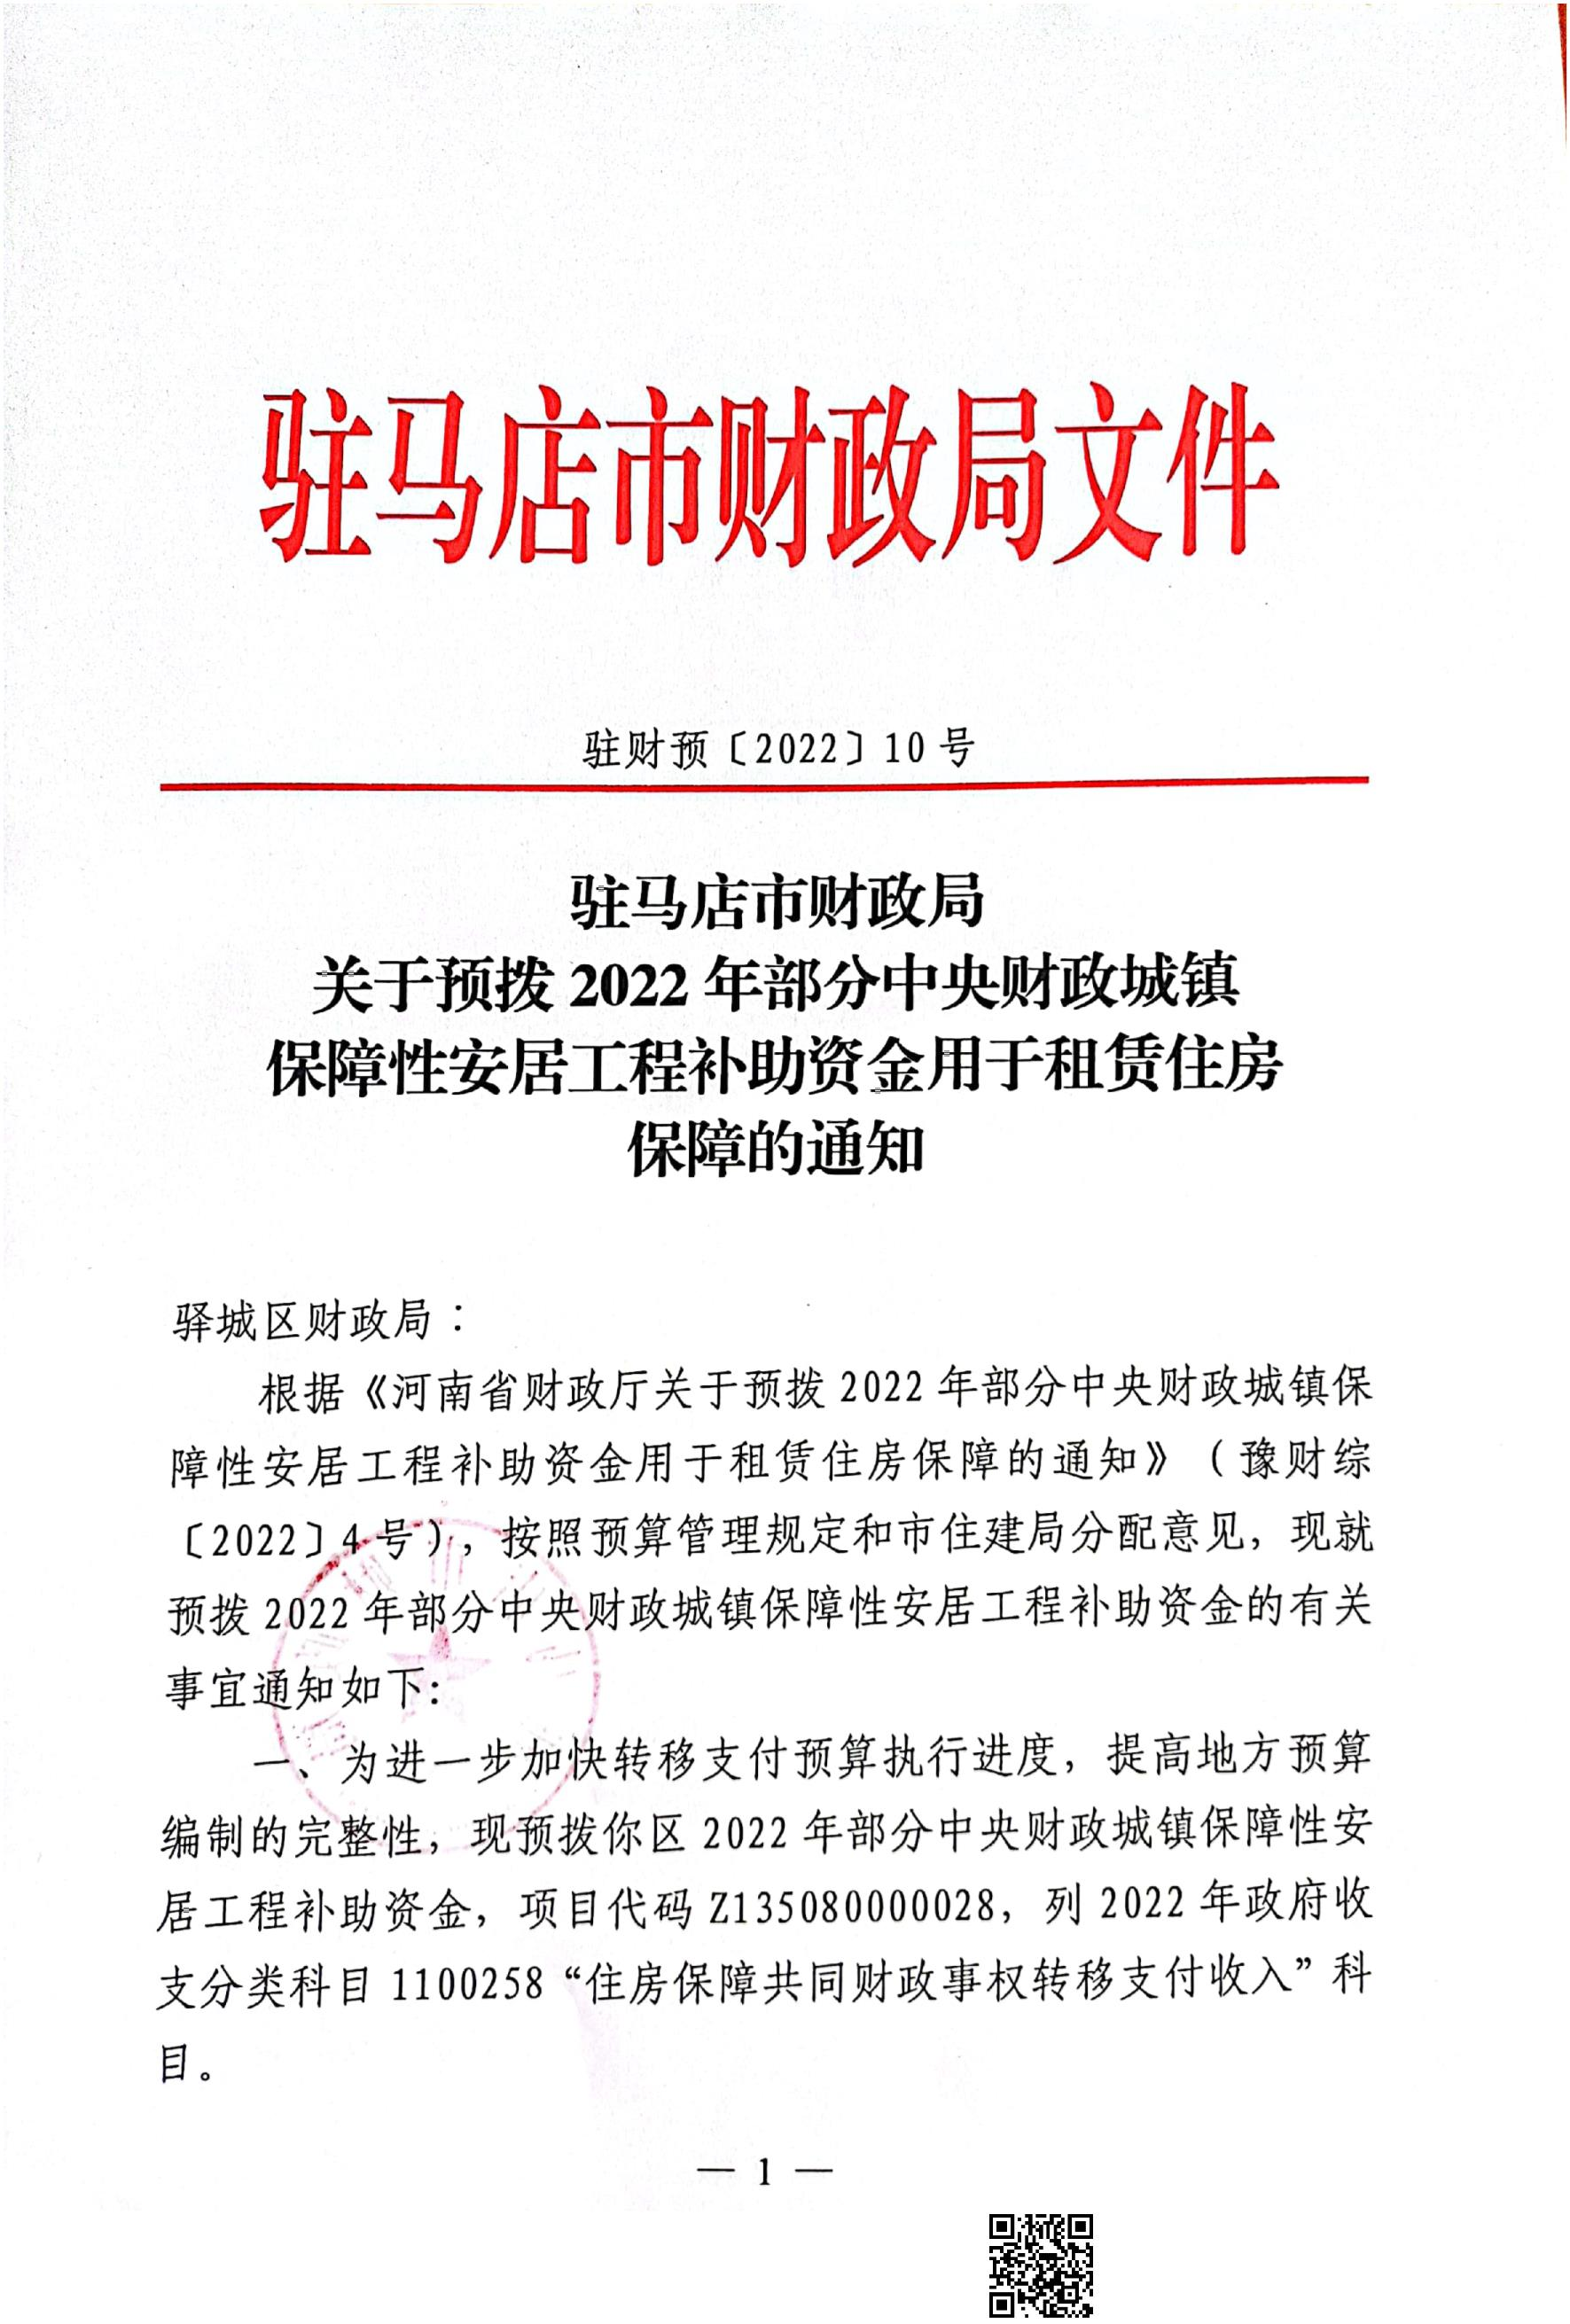 驻马店市财政局文件
驻财预〔2022〕10号
驻马店市财政局
关于预拨2022年部分中央财政城镇
保障性安居工程补助资金用于租赁住房
保障的通知
驿城区财政局：
根据《河南省财政厅关于预拨2022年部分中央财政城镇保
障性安居工程补助资金用于租赁住房保障的通知》（豫财综
〔2022〕4号），按照预算管理规定和市住建局分配意见，现就
预拨2022年部分中央财政城镇保障性安居工程补助资金的有关
事宜通知如下：
一、为进一步加快转移支付预算执行进度，提高地方预算
编制的完整性，现预拨你区2022年部分中央财政城镇保障性安
居工程补助资金，项目代码Z135080000028，列2022年政府收
支分类科目1100258“住房保障共同财政事权转移支付收入”科
目。
— 1 —